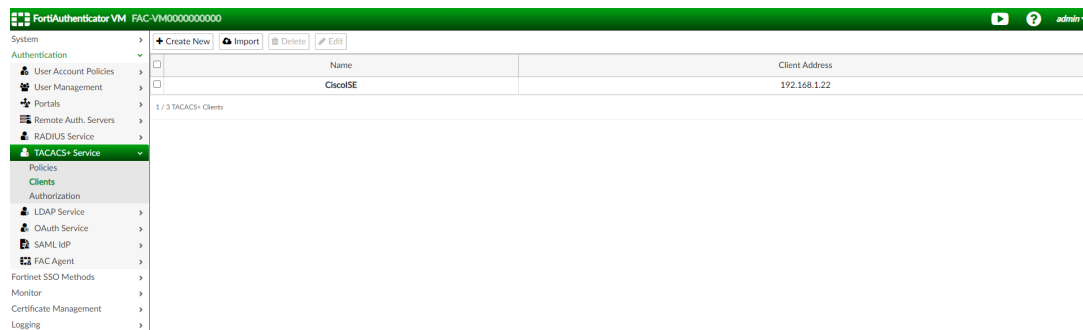 FortiAuthenticator VM FAC-VM0000000000 admin
System
Authentication
User Account Policies
User Management
Portals
Remote Auth. Servers
RADIUS Service
TACACS+ Service
Policies
Clients
Authorization
LDAP Service
OAuth Service
SAML IdP
FAC Agent
Fortinet SSO Methods
Monitor
Certificate Management
Logging
+ Create New Import Delete Edit
Name Client Address
CiscoISE 192.168.1.22
1 / 3 TACACS+ Clients